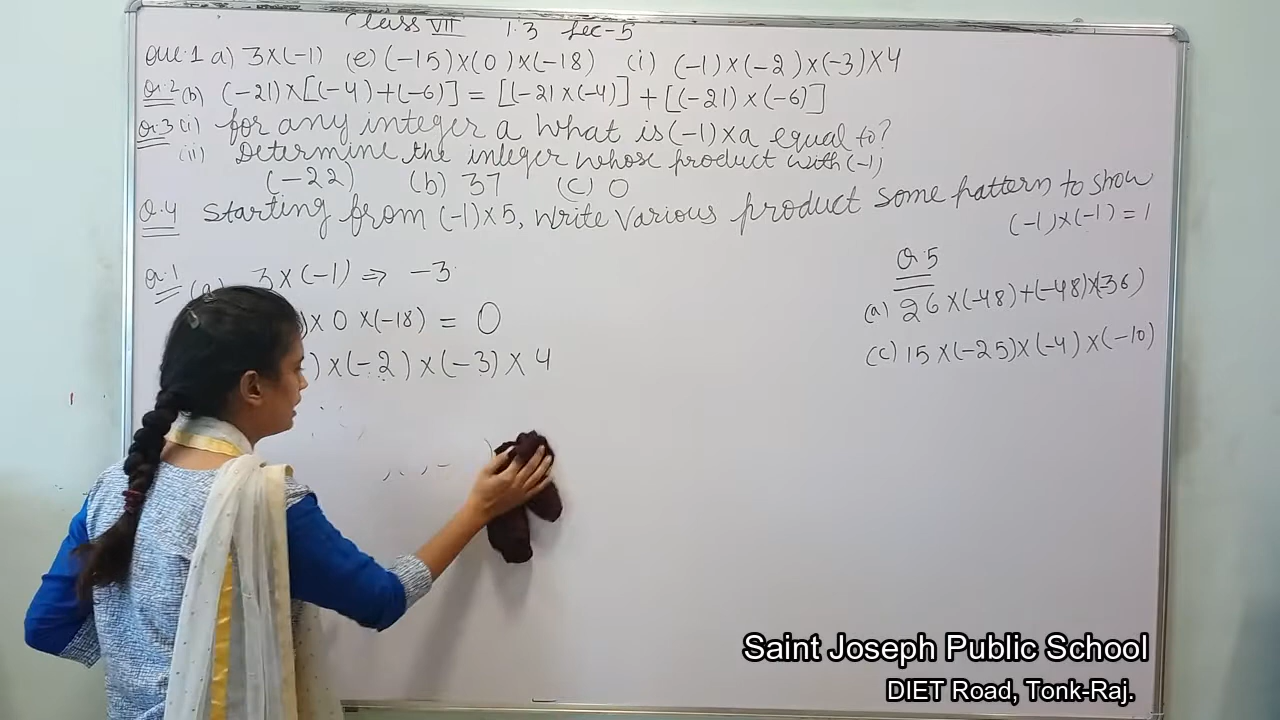 Class VII 1.3 Lec-5
Que.1 a) 3×(-1) (e) (-15)×(0)×(-18) (i) (-1)×(-2)×(-3)×4
Q.2 (b) (-21)×[(-4)+(-6)] = [(-21×(-4)] + [(-21)×(-6)]
Q.3 (i) for any integer a what is (-1)×a equal to?
(ii) Determine the integer whose product with (-1)
(-22) (b) 37 (c) 0
Q.4 Starting from (-1)×5, write various product some pattern to show
(-1)×(-1) = 1
Q.1 (a) 3×(-1) ⇒ -3
)× 0 ×(-18) = 0
)×(-2)×(-3)×4
Q.5
(a) 26×(-48)+(-48)×(-36)
(c) 15×(-25)×(-4)×(-10)
Saint Joseph Public School
DIET Road, Tonk-Raj.